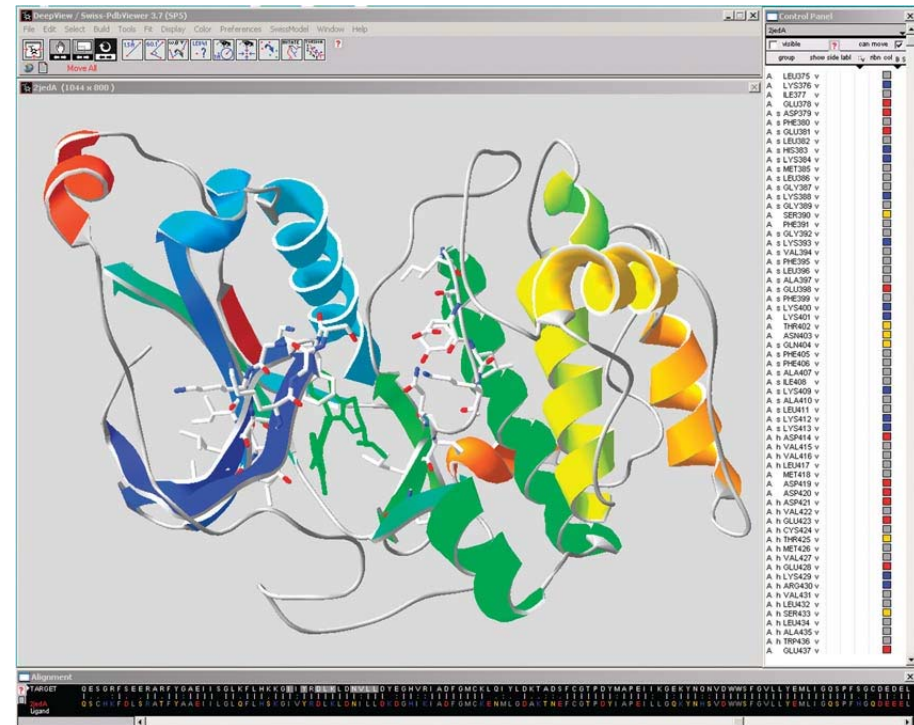 DeepView / Swiss-PdbViewer 3.7 (SP5)
File Edit Select Build Tools Fit Display Color Preferences SwissModel Window Help
Move All
2jedA (1044 x 800)
Control Panel
2jedA
visible ? can move
group show side labl ribn col
A LEU375 v
A LYS376 v
A ILE377 v
A GLU378 v
A s ASP379 v
A s PHE380 v
A s GLU381 v
A s LEU382 v
A s HIS383 v
A s LYS384 v
A s MET385 v
A s LEU386 v
A s GLY387 v
A s LYS388 v
A s GLY389 v
A SER390 v
A PHE391 v
A s GLY392 v
A s LYS393 v
A s VAL394 v
A s PHE395 v
A s LEU396 v
A s ALA397 v
A s GLU398 v
A s PHE399 v
A s LYS400 v
A LYS401 v
A THR402 v
A ASN403 v
A s GLN404 v
A s PHE405 v
A s PHE406 v
A s ALA407 v
A s ILE408 v
A s LYS409 v
A s ALA410 v
A s LEU411 v
A s LYS412 v
A s LYS413 v
A h ASP414 v
A h VAL415 v
A h VAL416 v
A h LEU417 v
A MET418 v
A ASP419 v
A ASP420 v
A h ASP421 v
A h VAL422 v
A h GLU423 v
A h CYS424 v
A h THR425 v
A h MET426 v
A h VAL427 v
A h GLU428 v
A h LYS429 v
A h ARG430 v
A h VAL431 v
A h LEU432 v
A h SER433 v
A h LEU434 v
A h ALA435 v
A h TRP436 v
A GLU437 v
Alignment
TARGET QESGRFSEERARFYGAEIISGLKFLHKKGIIYRDLKLDNVLLDYEGHVRIADFGMCKLQIYLDKTADSFCGTPDYMAPEIIKGEKYNQNVDWWSFGVLLYEMLIGQSPFSGCDEDEL
2jedA QSCHKFDLSRATFYAAEIILGLQFLHSKGIVYRDLKLDNILLDKDGHIKIADFGMCKENMLGDAKTNEFCGTPDYIAPEILLGQKYNHSVDWWSFGVLLYEMLIGQSPFHGQDEEEL
Ligand